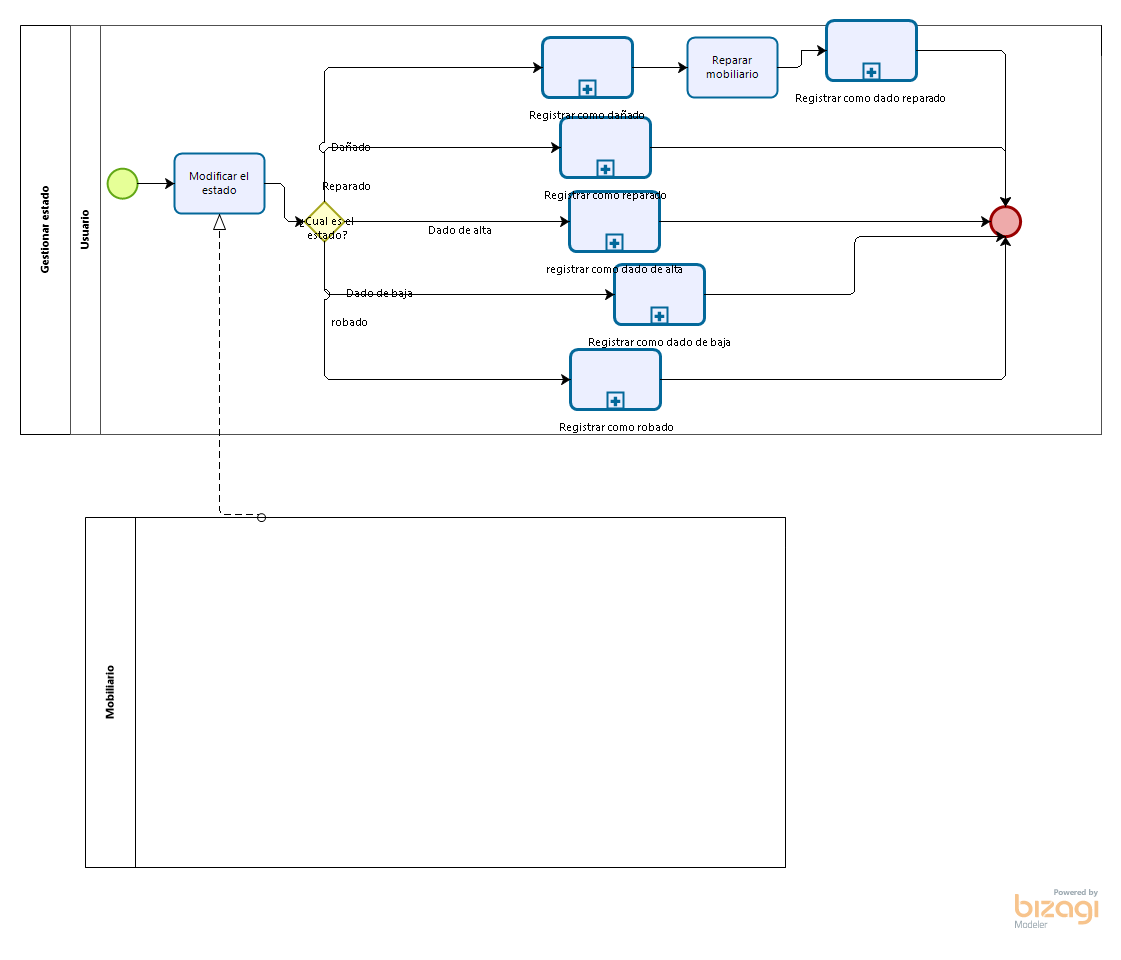 Gestionar estado
Usuario
Modificar el
estado
¿Cual es el
estado?
Dañado
Reparado
Dado de alta
Dado de baja
robado
Registrar como dañado
Reparar
mobiliario
Registrar como dado reparado
Registrar como reparado
registrar como dado de alta
Registrar como dado de baja
Registrar como robado
Mobiliario
Powered by
bizagi
Modeler